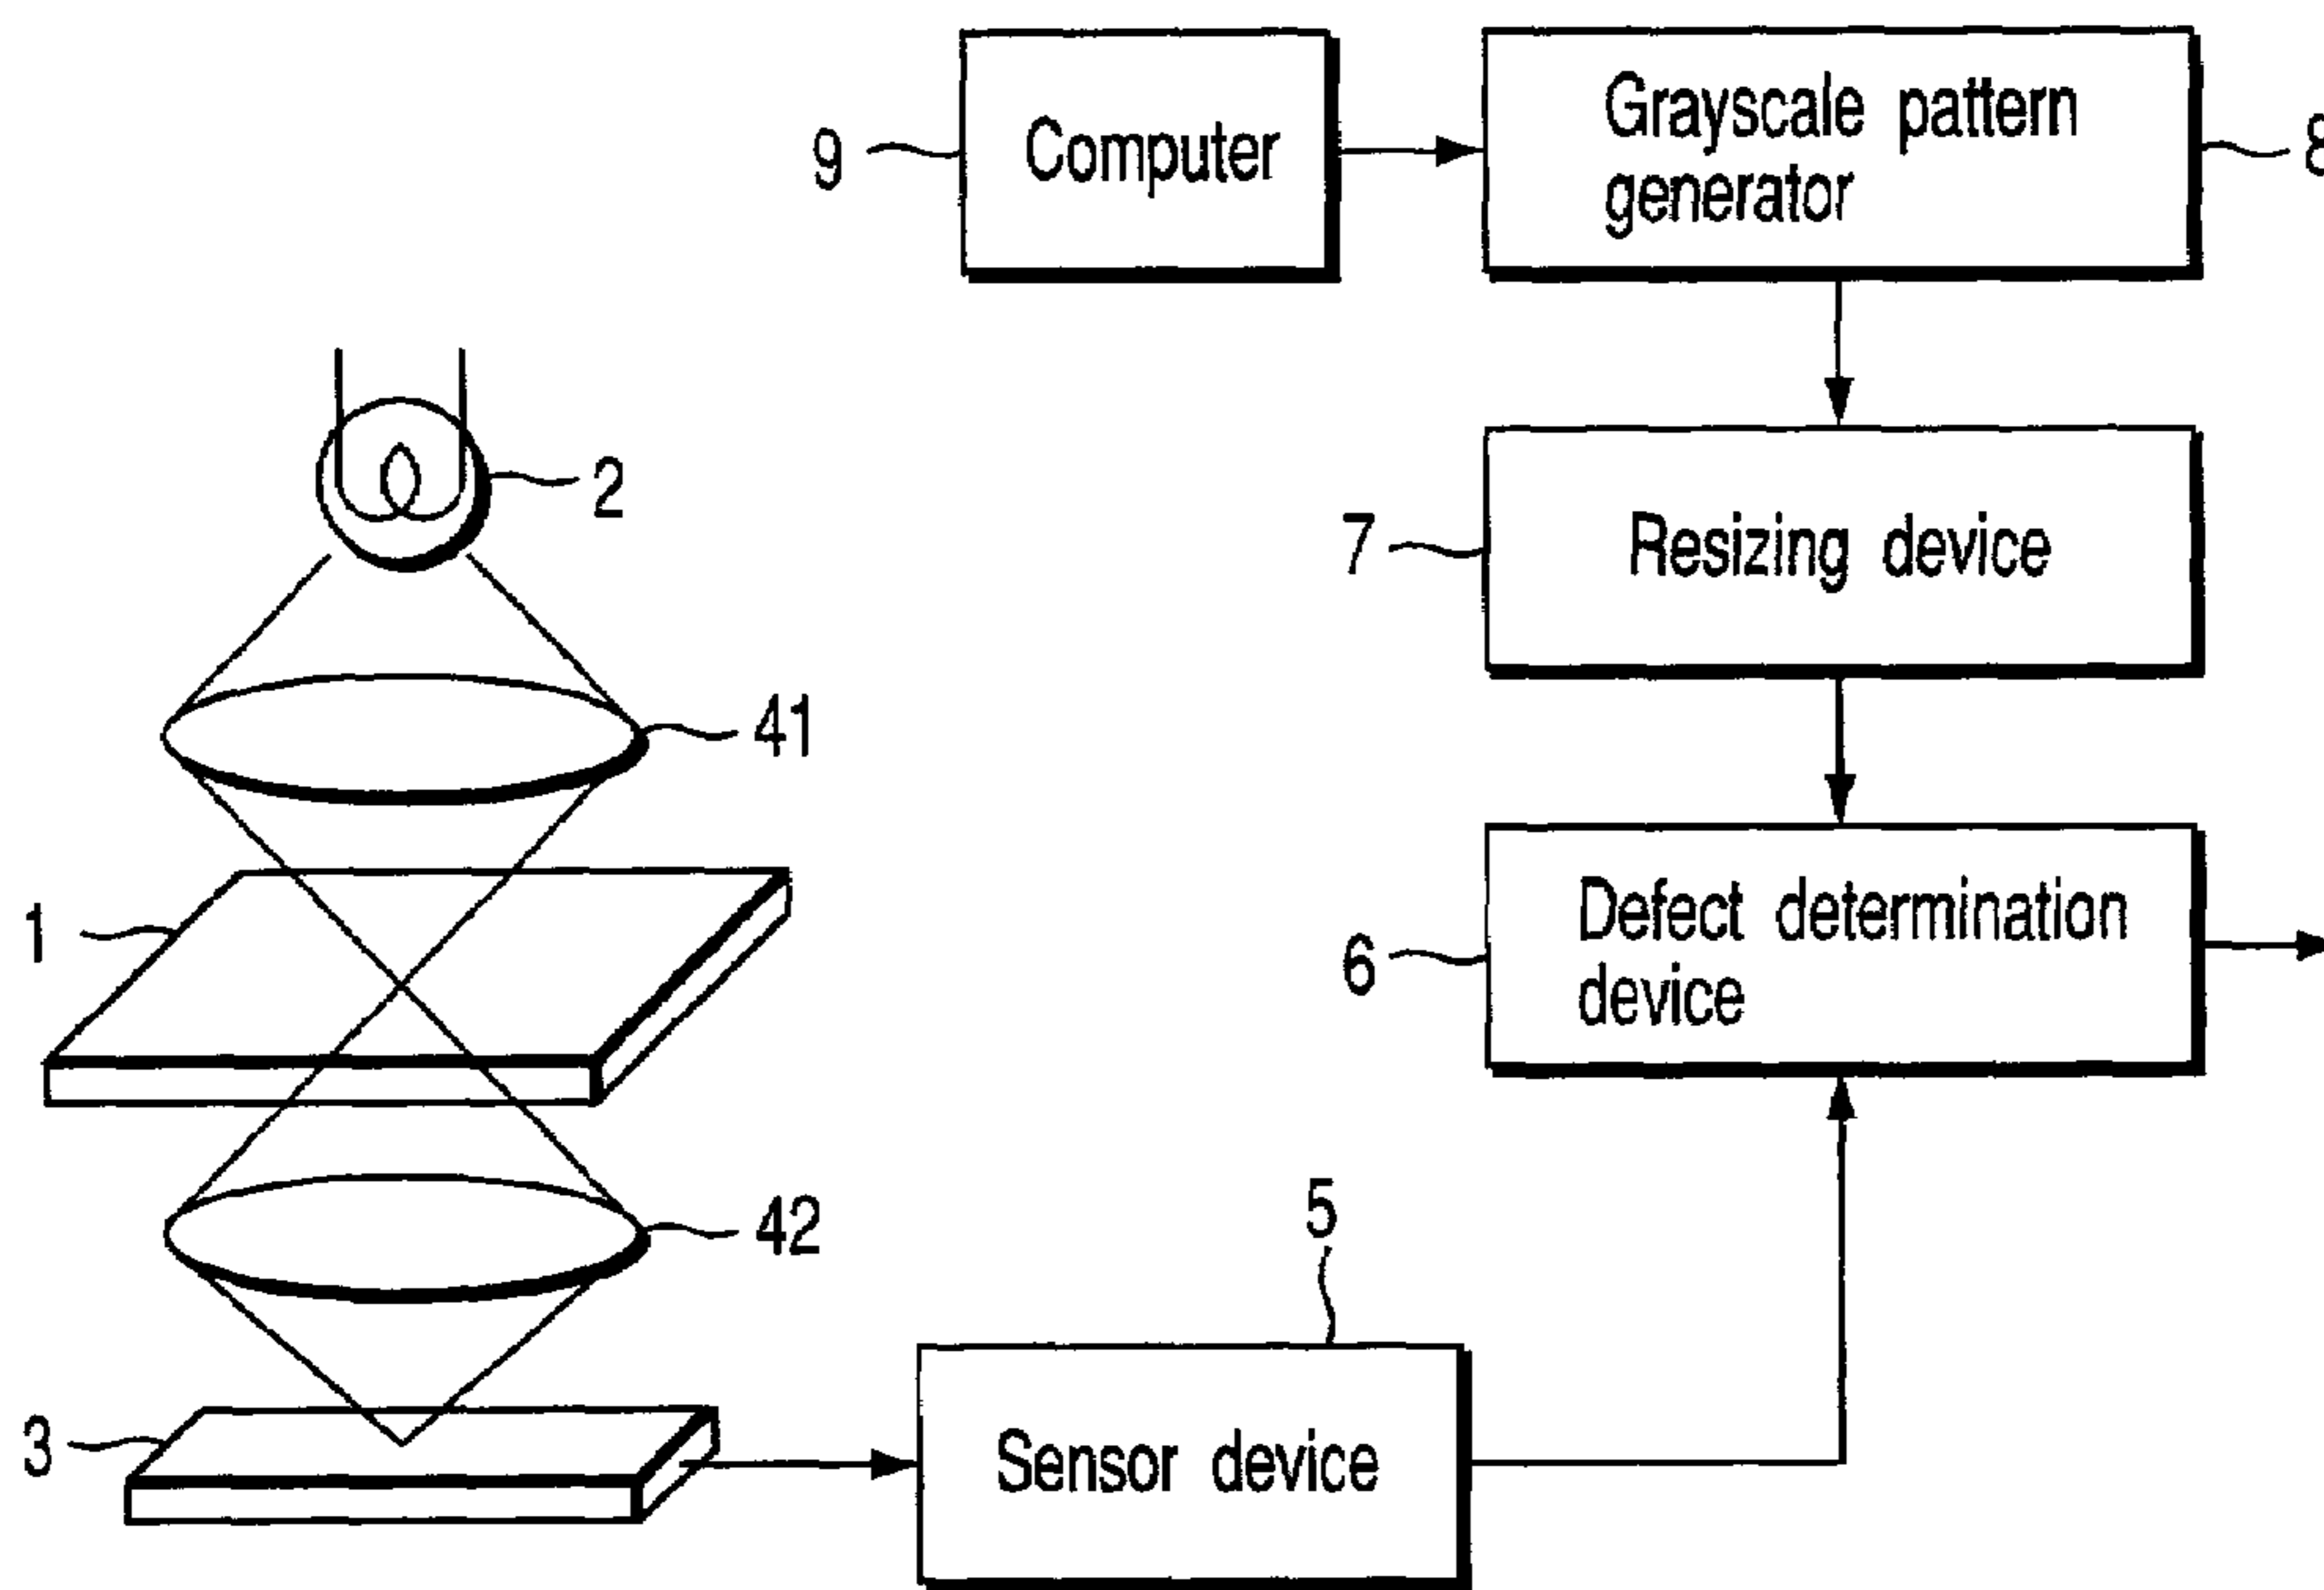 9
Computer
Grayscale pattern
generator
8
2
7
Resizing device
41
1
6
Defect determination
device
42
5
3
Sensor device